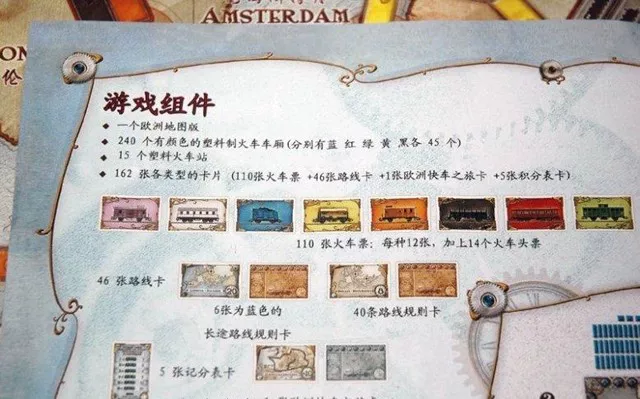 AMSTERDAM
游戏组件
一个欧洲地图版
240 个有颜色的塑料制火车车厢(分别有蓝 红 绿 黄 黑各 45 个)
15 个塑料火车站
162 张各类型的卡片 (110张火车票 +46张路线卡 +1张欧洲快车之旅卡 +5张积分表卡)
110 张火车票: 每种12张, 加上14个火车头票
46 张路线卡
6张为蓝色的
40条路线规则卡
长途路线规则卡
5 张记分表卡